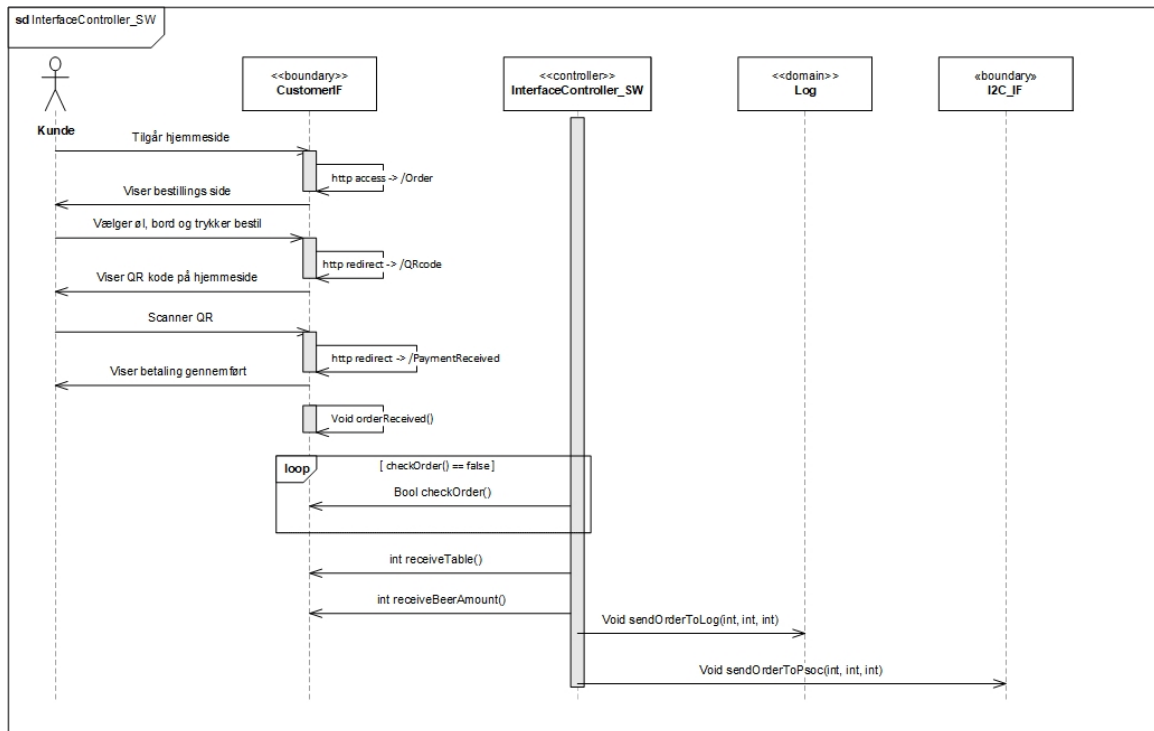 sd InterfaceController_SW
Kunde
<<boundary>>
CustomerIF
<<controller>>
InterfaceController_SW
<<domain>>
Log
«boundary»
I2C_IF
Tilgår hjemmeside
http access -> /Order
Viser bestillings side
Vælger øl, bord og trykker bestil
http redirect -> /QRcode
Viser QR kode på hjemmeside
Scanner QR
http redirect -> /PaymentReceived
Viser betaling gennemført
Void orderReceived()
loop [ checkOrder() == false ]
Bool checkOrder()
int receiveTable()
int receiveBeerAmount()
Void sendOrderToLog(int, int, int)
Void sendOrderToPsoc(int, int, int)